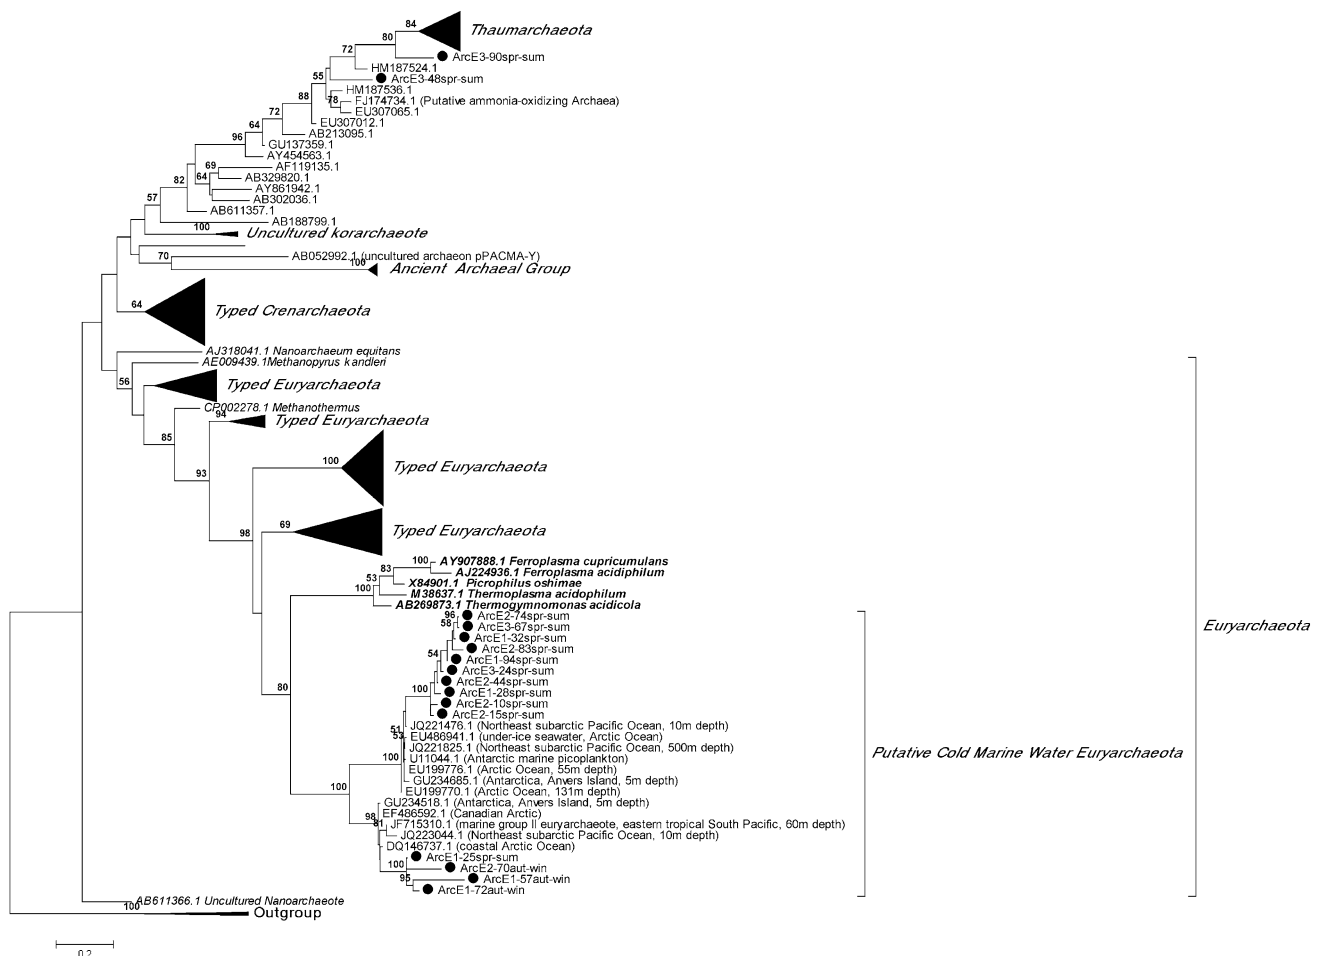 84
Thaumarchaeota
80
ArcE3-90spr-sum
72
HM187524.1
ArcE3-48spr-sum
55
HM187536.1
78
FJ174734.1 (Putative ammonia-oxidizing Archaea)
EU307065.1
88
EU307012.1
72
AB213095.1
64
GU137359.1
96
AY454563.1
69
AF119135.1
AB329820.1
64
AY861942.1
AB302036.1
82
AB611357.1
57
AB188799.1
100
Uncultured korarchaeote
AB052992.1 (uncultured archaeon pPACMA-Y)
70
100
Ancient Archaeal Group
64
Typed Crenarchaeota
AJ318041.1 Nanoarchaeum equitans
AE009439.1Methanopyrus kandleri
56
Typed Euryarchaeota
CP002278.1 Methanothermus
94
Typed Euryarchaeota
85
100
Typed Euryarchaeota
93
69
Typed Euryarchaeota
98
100
AY907888.1 Ferroplasma cupricumulans
83
AJ224936.1 Ferroplasma acidiphilum
53
X84901.1 Picrophilus oshimae
100
M38637.1 Thermoplasma acidophilum
AB269873.1 Thermogymnomonas acidicola
96
ArcE2-74spr-sum
58
ArcE3-67spr-sum
Euryarchaeota
ArcE1-32spr-sum
ArcE2-83spr-sum
54
ArcE1-94spr-sum
ArcE3-24spr-sum
ArcE2-44spr-sum
100
ArcE1-28spr-sum
80
ArcE2-10spr-sum
ArcE2-15spr-sum
JQ221476.1 (Northeast subarctic Pacific Ocean, 10m depth)
51
53
EU486941.1 (under-ice seawater, Arctic Ocean)
JQ221825.1 (Northeast subarctic Pacific Ocean, 500m depth)
Putative Cold Marine Water Euryarchaeota
100
U11044.1 (Antarctic marine picoplankton)
EU199776.1 (Arctic Ocean, 55m depth)
GU234685.1 (Antarctica, Anvers Island, 5m depth)
100
EU199770.1 (Arctic Ocean, 131m depth)
GU234518.1 (Antarctica, Anvers Island, 5m depth)
98
EF486592.1 (Canadian Arctic)
81
JF715310.1 (marine group II euryarchaeote, eastern tropical South Pacific, 60m depth)
JQ223044.1 (Northeast subarctic Pacific Ocean, 10m depth)
DQ146737.1 (coastal Arctic Ocean)
ArcE1-25spr-sum
100
ArcE2-70aut-win
95
ArcE1-57aut-win
ArcE1-72aut-win
AB611366.1 Uncultured Nanoarchaeote
100
Outgroup
0.2